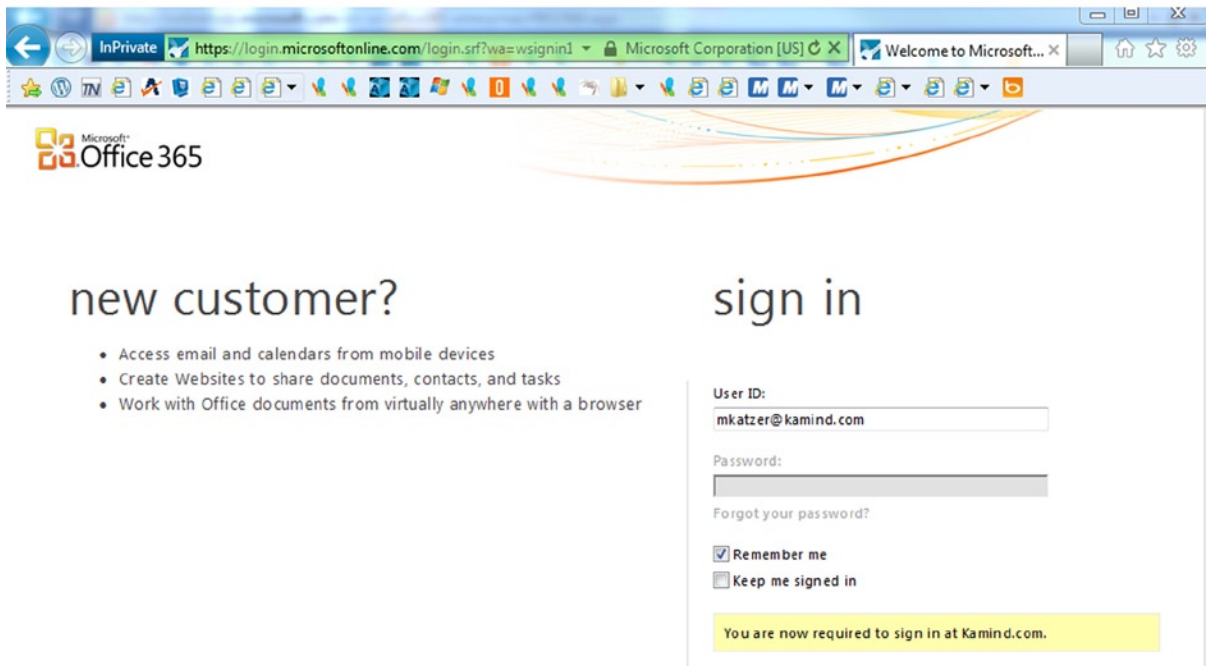 InPrivate https://login.microsoftonline.com/login.srf?wa=wsignin1 Microsoft Corporation [US] Welcome to Microsoft...
Microsoft
Office 365
new customer?
• Access email and calendars from mobile devices
• Create Websites to share documents, contacts, and tasks
• Work with Office documents from virtually anywhere with a browser
sign in
User ID:
mkatzer@kamind.com
Password:
Forgot your password?
Remember me
Keep me signed in
You are now required to sign in at Kamind.com.